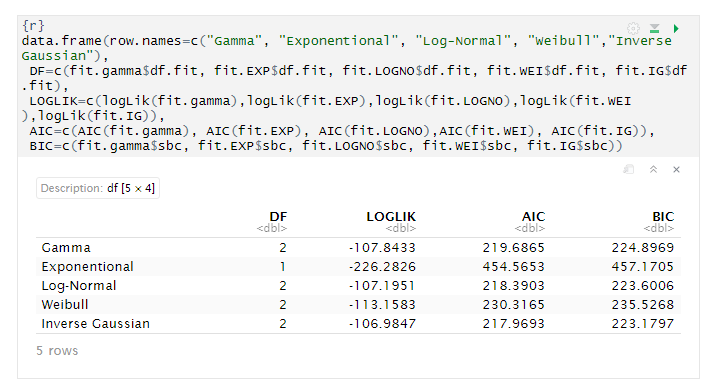 {r}
data.frame(row.names=c("Gamma", "Exponentional", "Log-Normal", "Weibull","Inverse
Gaussian"),
DF=c(fit.gamma$df.fit, fit.EXP$df.fit, fit.LOGNO$df.fit, fit.WEI$df.fit, fit.IG$df
.fit),
LOGLIK=c(logLik(fit.gamma),logLik(fit.EXP),logLik(fit.LOGNO),logLik(fit.WEI
),logLik(fit.IG)),
AIC=c(AIC(fit.gamma), AIC(fit.EXP), AIC(fit.LOGNO),AIC(fit.WEI), AIC(fit.IG)),
BIC=c(fit.gamma$sbc, fit.EXP$sbc, fit.LOGNO$sbc, fit.WEI$sbc, fit.IG$sbc))
Description: df [5 × 4]
DF LOGLIK AIC BIC
<dbl> <dbl> <dbl> <dbl>
Gamma 2 -107.8433 219.6865 224.8969
Exponentional 1 -226.2826 454.5653 457.1705
Log-Normal 2 -107.1951 218.3903 223.6006
Weibull 2 -113.1583 230.3165 235.5268
Inverse Gaussian 2 -106.9847 217.9693 223.1797
5 rows